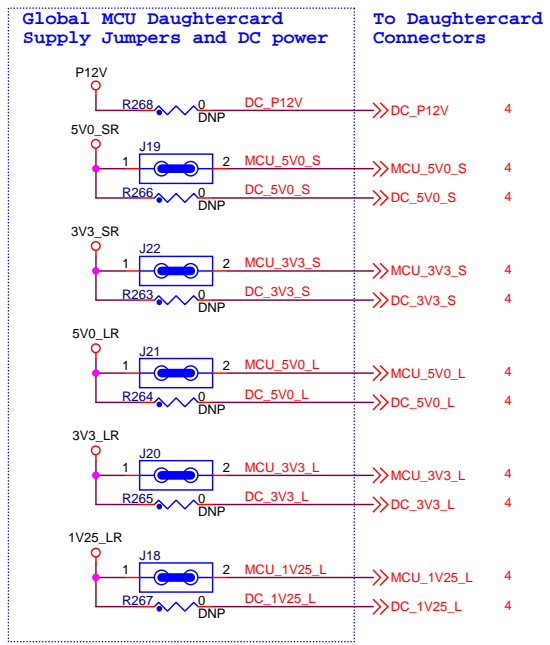 Global MCU Daughtercard To Daughtercard
Supply Jumpers and DC power Connectors
P12V
R268 0 DC_P12V DC_P12V 4
DNP
5V0_SR
J19
1 2 MCU_5V0_S MCU_5V0_S 4
R266 0 DC_5V0_S DC_5V0_S 4
DNP
3V3_SR
J22
1 2 MCU_3V3_S MCU_3V3_S 4
R263 0 DC_3V3_S DC_3V3_S 4
DNP
5V0_LR
J21
1 2 MCU_5V0_L MCU_5V0_L 4
R264 0 DC_5V0_L DC_5V0_L 4
DNP
3V3_LR
J20
1 2 MCU_3V3_L MCU_3V3_L 4
R265 0 DC_3V3_L DC_3V3_L 4
DNP
1V25_LR
J18
1 2 MCU_1V25_L MCU_1V25_L 4
R267 0 DC_1V25_L DC_1V25_L 4
DNP